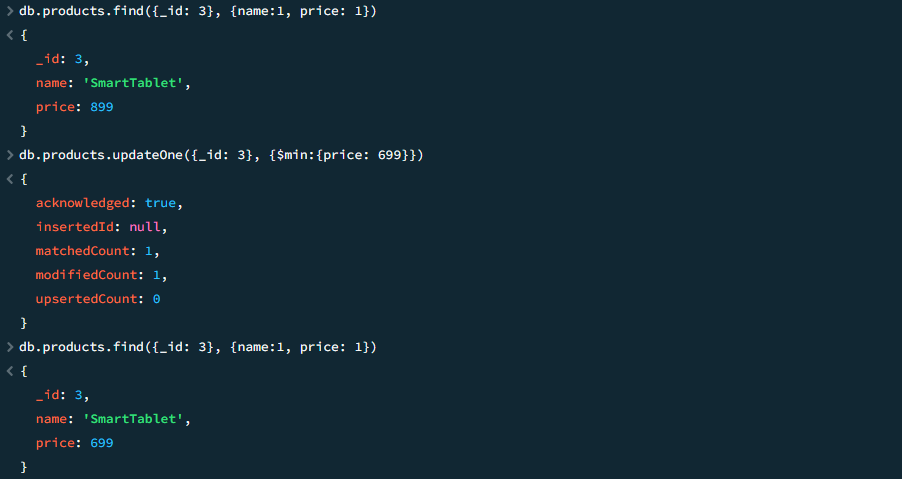 > db.products.find({_id: 3}, {name:1, price: 1})
< {
_id: 3,
name: 'SmartTablet',
price: 899
}
> db.products.updateOne({_id: 3}, {$min:{price: 699}})
< {
acknowledged: true,
insertedId: null,
matchedCount: 1,
modifiedCount: 1,
upsertedCount: 0
}
> db.products.find({_id: 3}, {name:1, price: 1})
< {
_id: 3,
name: 'SmartTablet',
price: 699
}